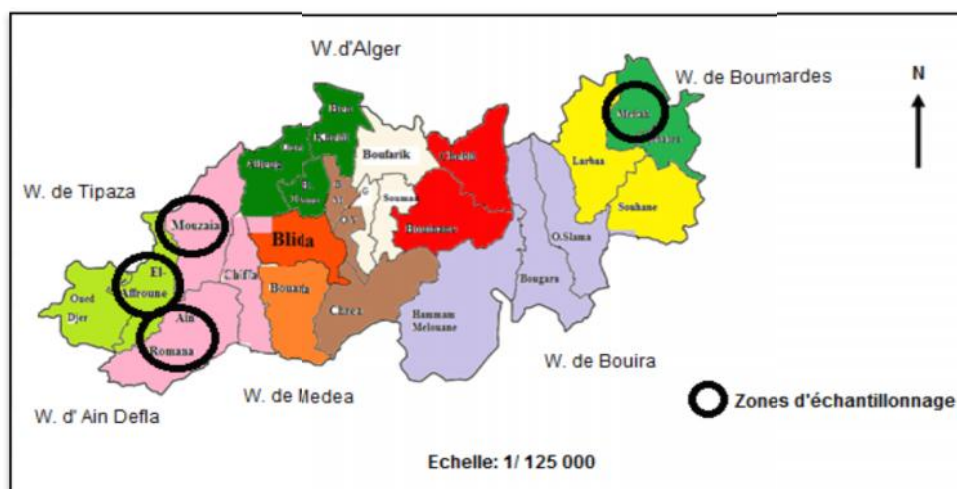 W.d'Alger
W. de Boumardes
N
Boufarik
Larbaa
W. de Tipaza
Soumaa
Souhane
Mouzaia
Blida
O.Slama
Chiffa
El-
Affroune
Bouarfa
Bougara
Oued
Djer
Ain
Chrea
Hammam
Melouane
Romana
W. de Bouira
W. de Medea
Zones d'échantillonnage
W. d' Ain Defla
Echelle: 1/ 125 000